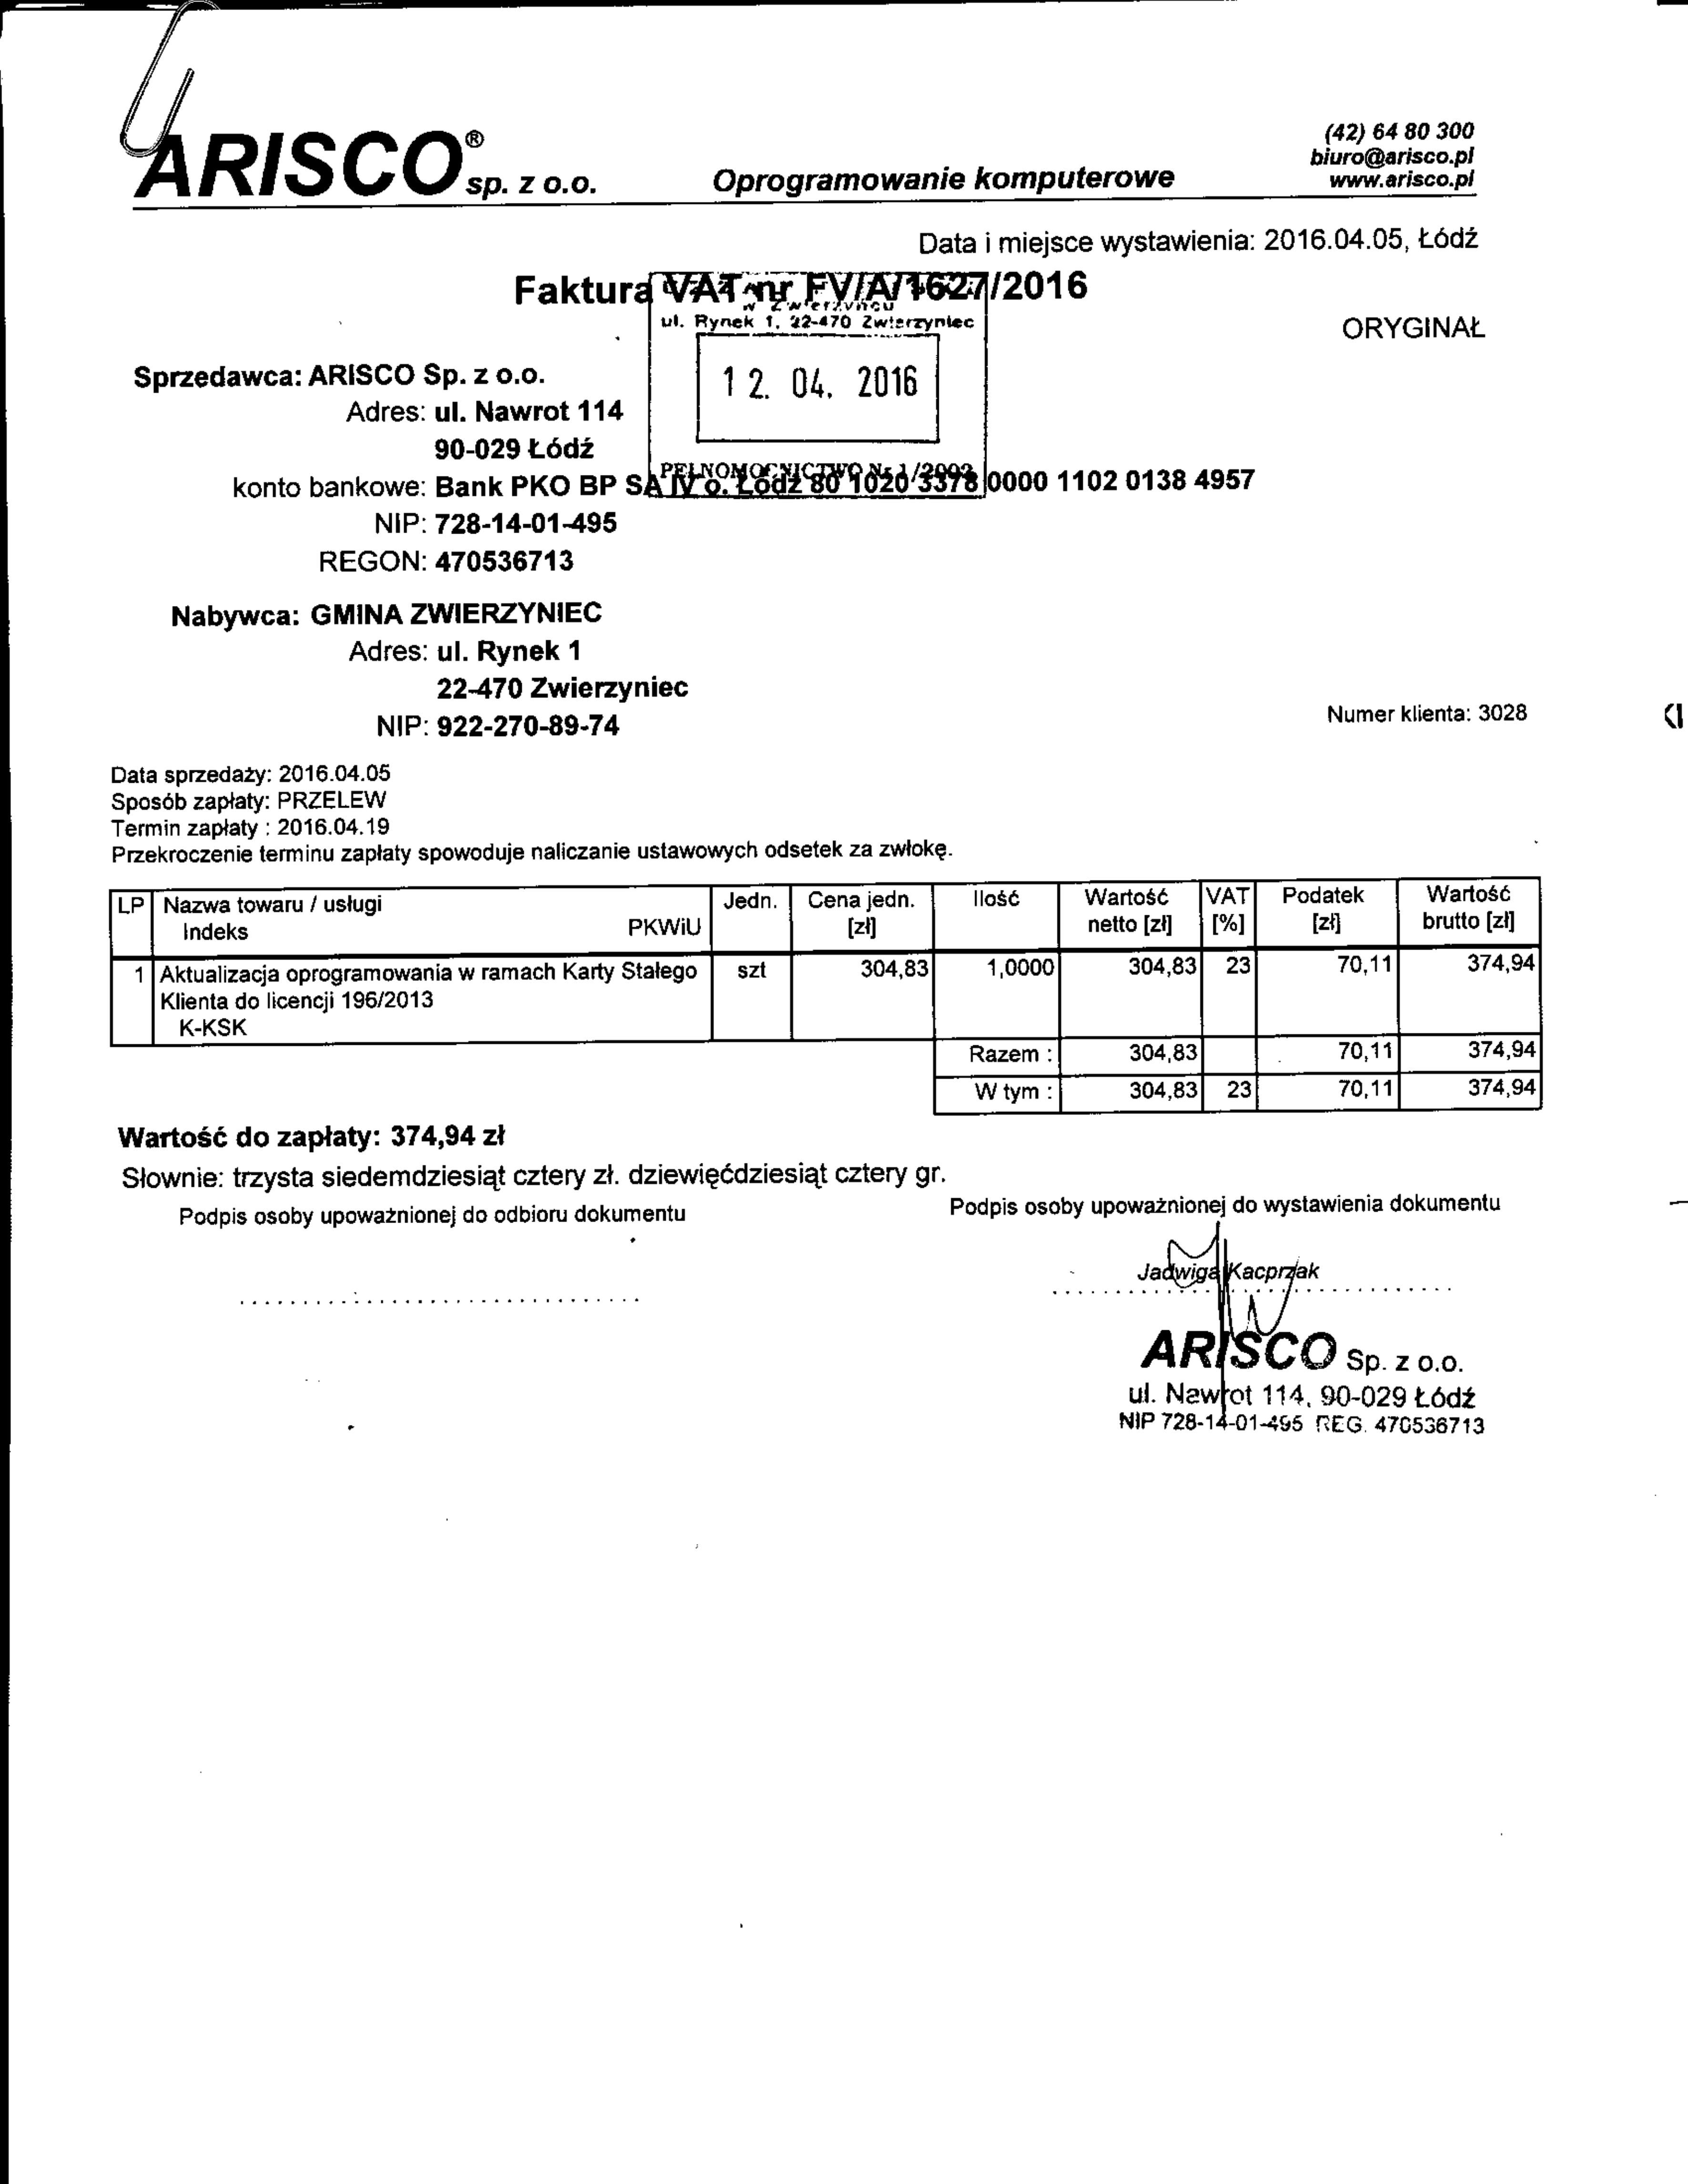 ARISCO® sp. z o.o.
Oprogramowanie komputerowe
(42) 64 80 300
biuro@arisco.pl
www.arisco.pl
Data i miejsce wystawienia: 2016.04.05, Łódź
Faktura VAT nr FV/A/1627/2016
ul. Rynek 1, 22-470 Zwierzyniec
ORYGINAŁ
12. 04. 2016
Sprzedawca: ARISCO Sp. z o.o.
Adres: ul. Nawrot 114
90-029 Łódź
PEŁNOMOCNICTWO Nr 1/2003
konto bankowe: Bank PKO BP SA IV o. Łódź 80 1020 3378 0000 1102 0138 4957
NIP: 728-14-01-495
REGON: 470536713
Nabywca: GMINA ZWIERZYNIEC
Adres: ul. Rynek 1
22-470 Zwierzyniec
NIP: 922-270-89-74
Numer klienta: 3028
Data sprzedaży: 2016.04.05
Sposób zapłaty: PRZELEW
Termin zapłaty : 2016.04.19
Przekroczenie terminu zapłaty spowoduje naliczanie ustawowych odsetek za zwłokę.
LP Nazwa towaru / usługi Jedn. Cena jedn. Ilość Wartość VAT Podatek Wartość
Indeks PKWiU [zł] netto [zł] [%] [zł] brutto [zł]
1 Aktualizacja oprogramowania w ramach Karty Stałego szt 304,83 1,0000 304,83 23 70,11 374,94
Klienta do licencji 196/2013
K-KSK
Razem : 304,83 70,11 374,94
W tym : 304,83 23 70,11 374,94
Wartość do zapłaty: 374,94 zł
Słownie: trzysta siedemdziesiąt cztery zł. dziewięćdziesiąt cztery gr.
Podpis osoby upoważnionej do odbioru dokumentu
Podpis osoby upoważnionej do wystawienia dokumentu
Jadwiga Kacprzak
ARISCO Sp. z o.o.
ul. Nawrot 114, 90-029 Łódź
NIP 728-14-01-495 REG. 470536713